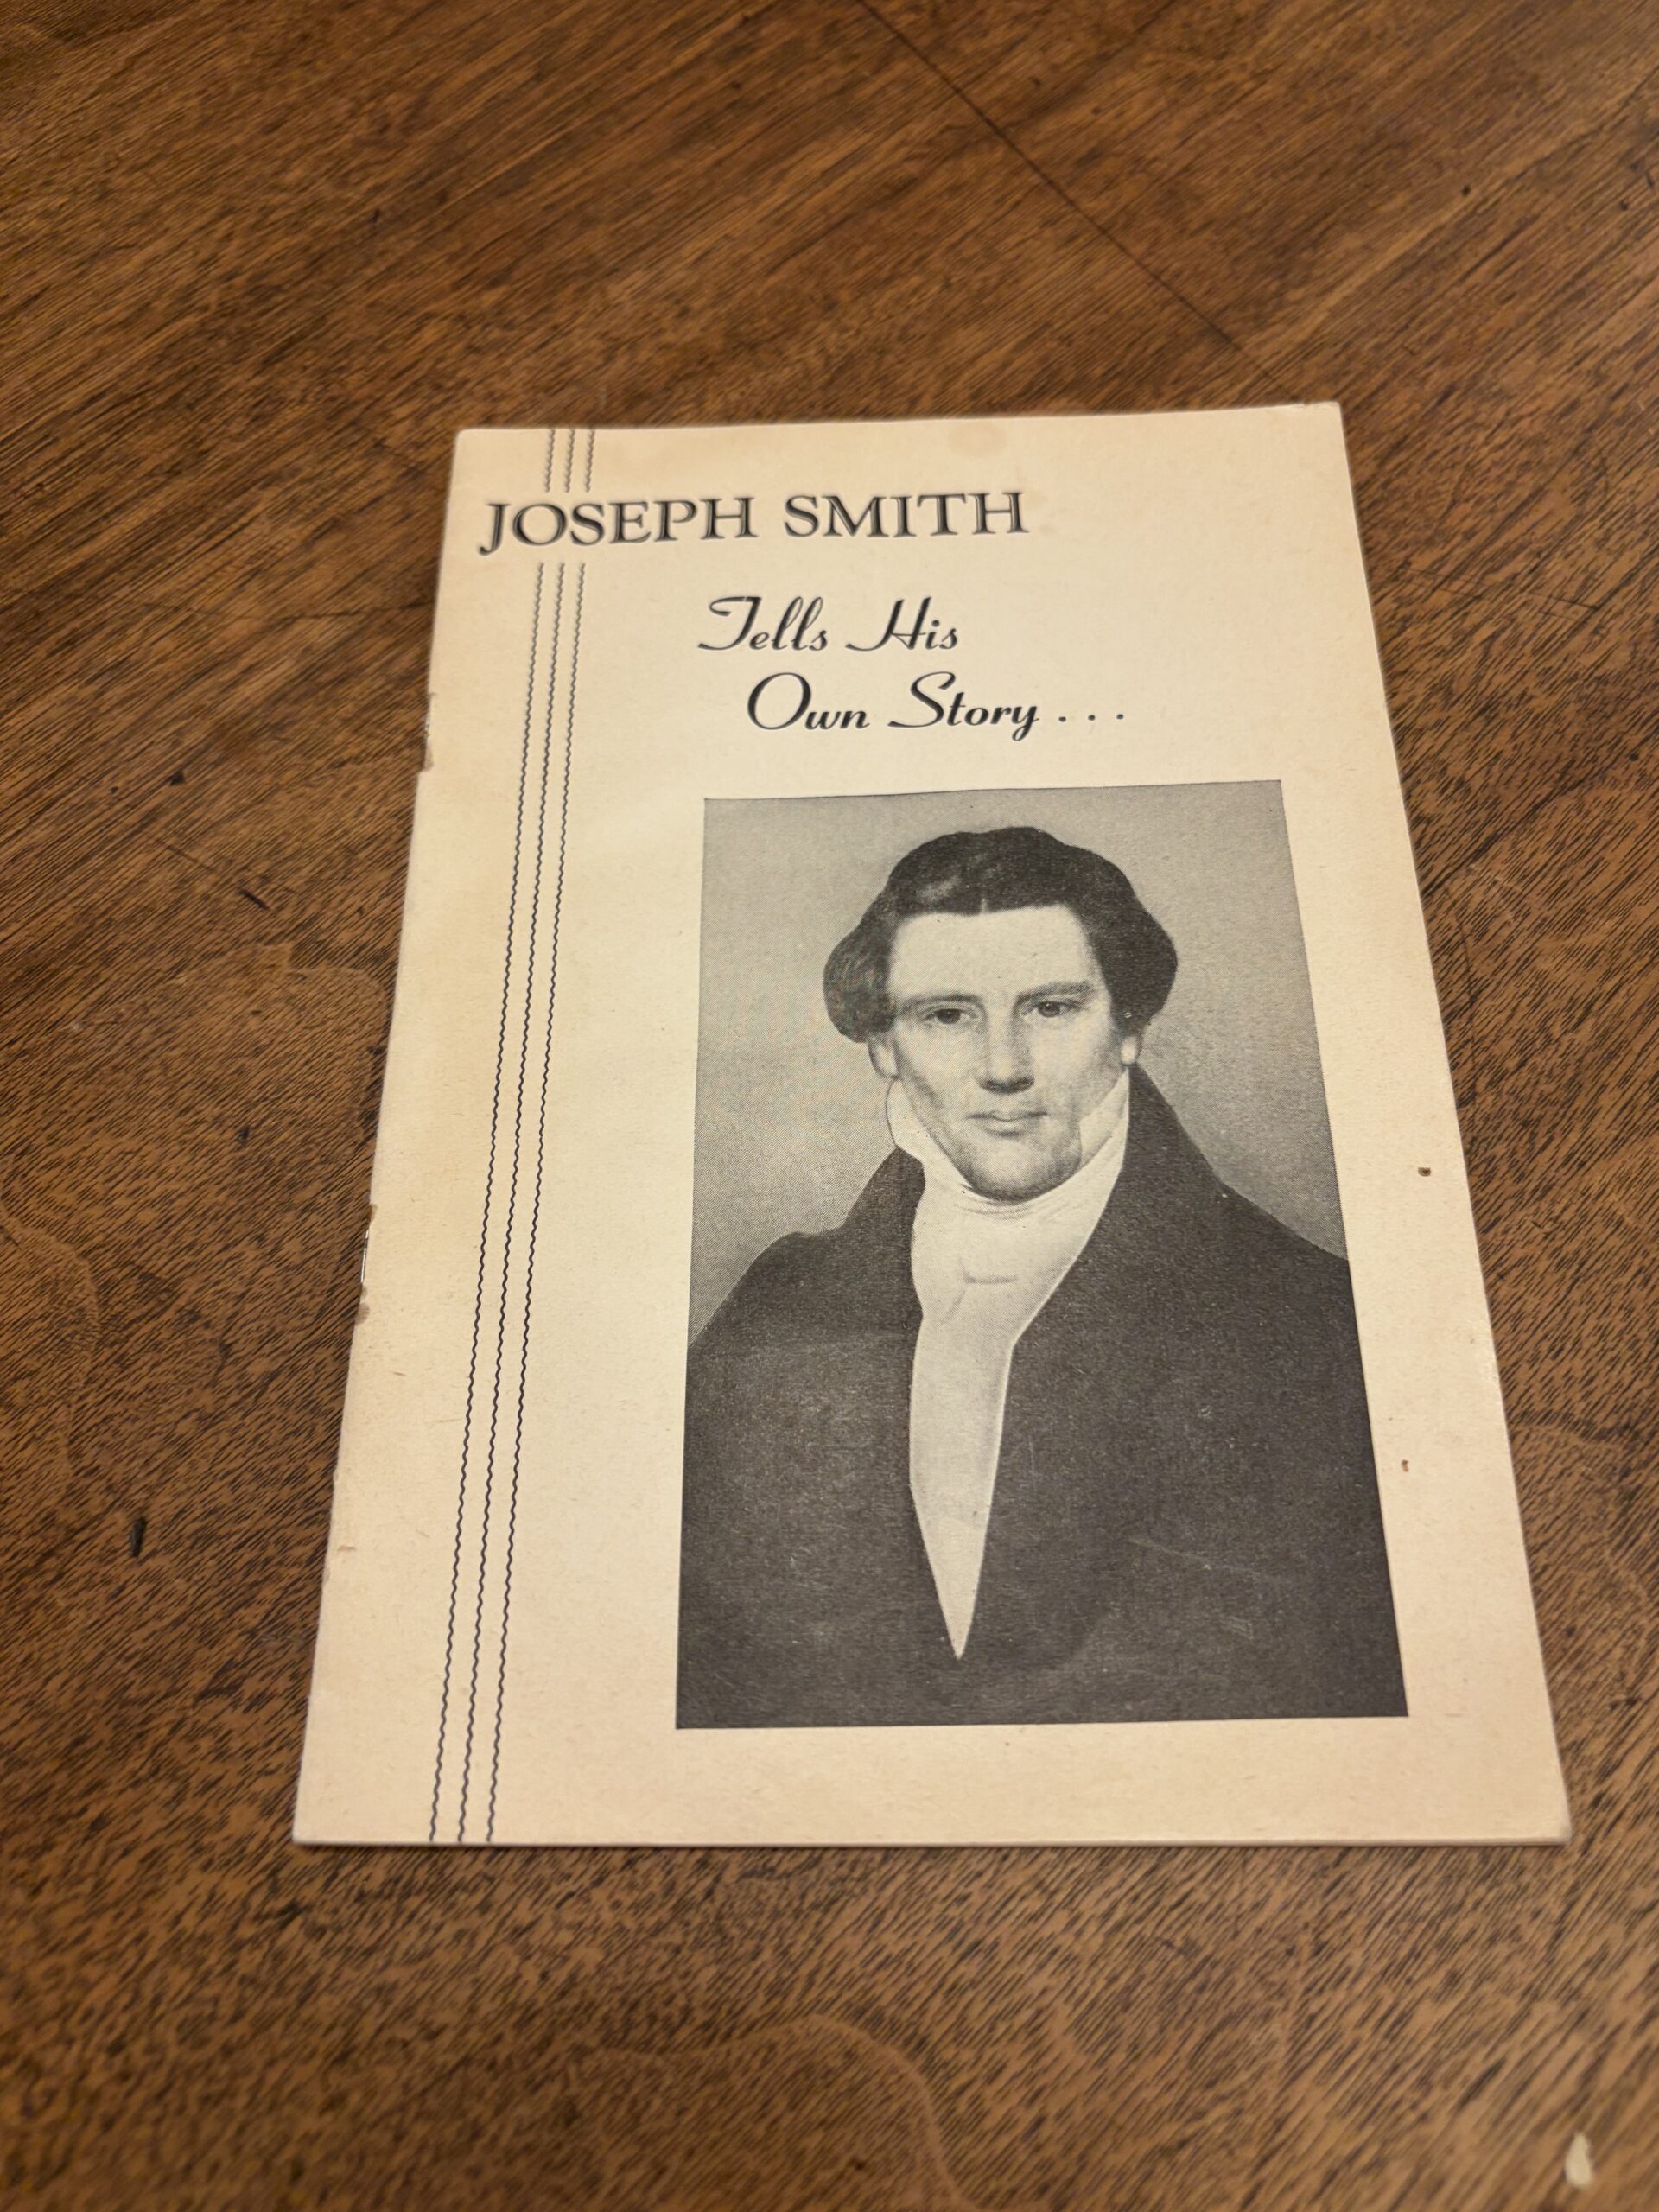 JOSEPH SMITH
Tells His
Own Story . . .